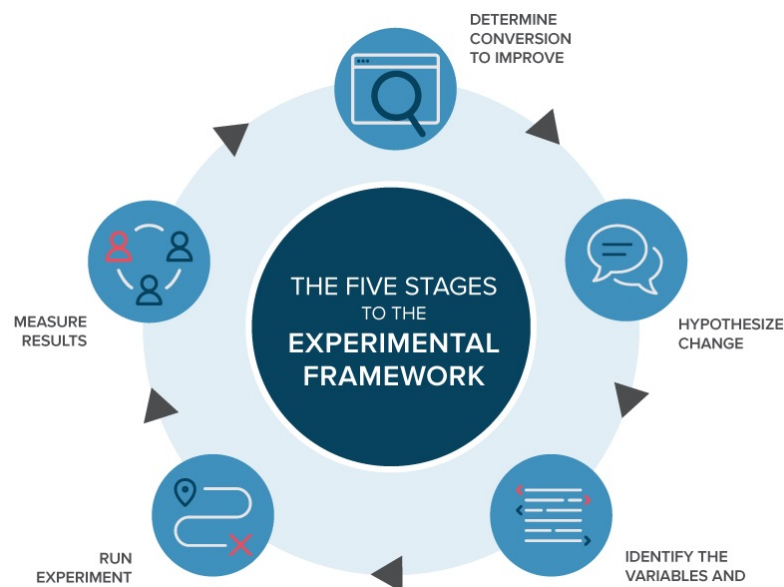 DETERMINE
CONVERSION
TO IMPROVE
THE FIVE STAGES
TO THE
EXPERIMENTAL
FRAMEWORK
HYPOTHESIZE
CHANGE
MEASURE
RESULTS
RUN
EXPERIMENT
IDENTIFY THE
VARIABLES AND